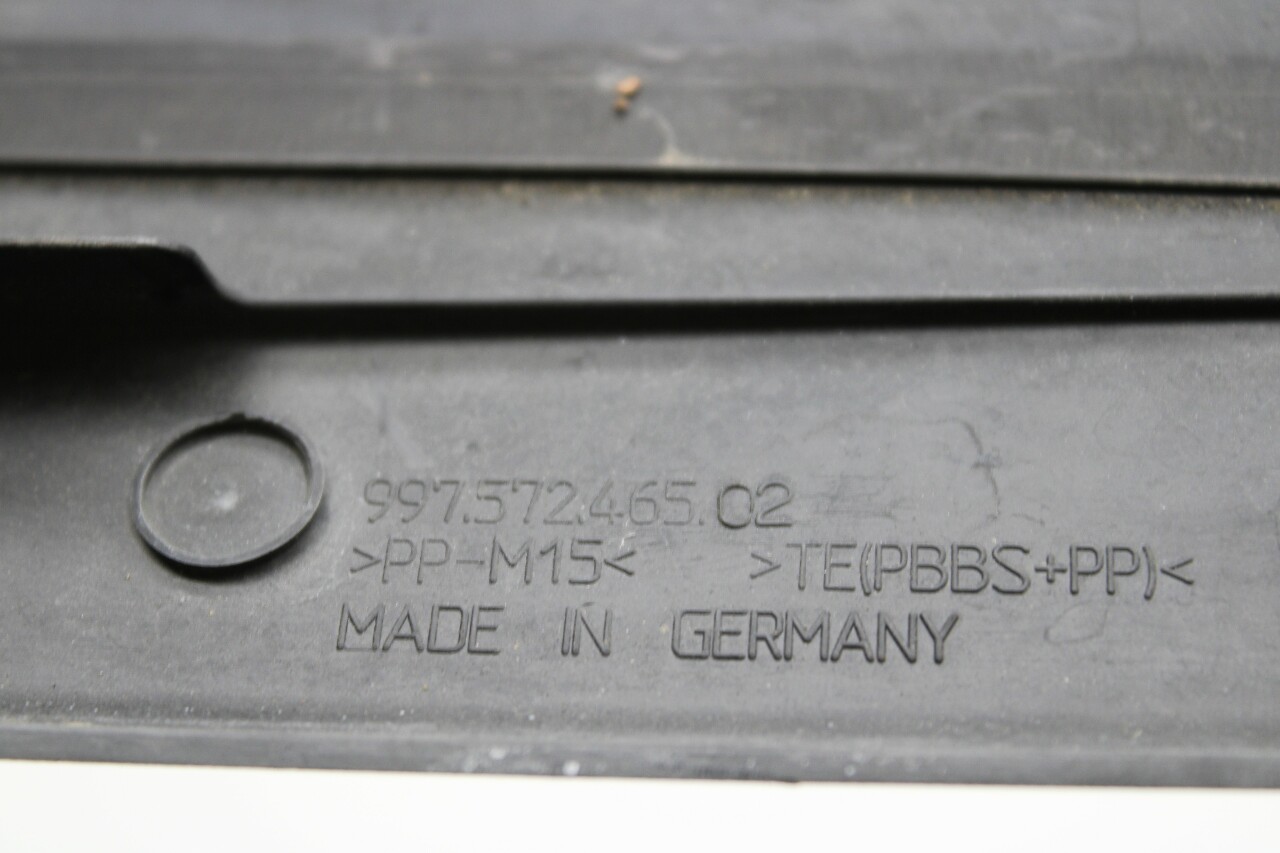 997.572.465.02
>PP-M15< >TE(PBBS+PP)<
MADE IN GERMANY